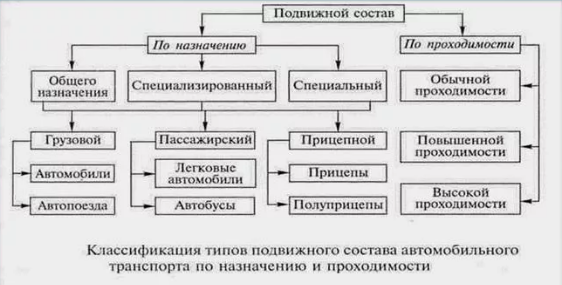 Подвижной состав
По назначению
По проходимости
Общего
назначения
Специализированный
Специальный
Обычной
проходимости
Грузовой
Пассажирский
Прицепной
Повышенной
проходимости
Автомобили
Легковые
автомобили
Прицепы
Автопоезда
Автобусы
Полуприцепы
Высокой
проходимости
Классификация типов подвижного состава автомобильного
транспорта по назначению и проходимости